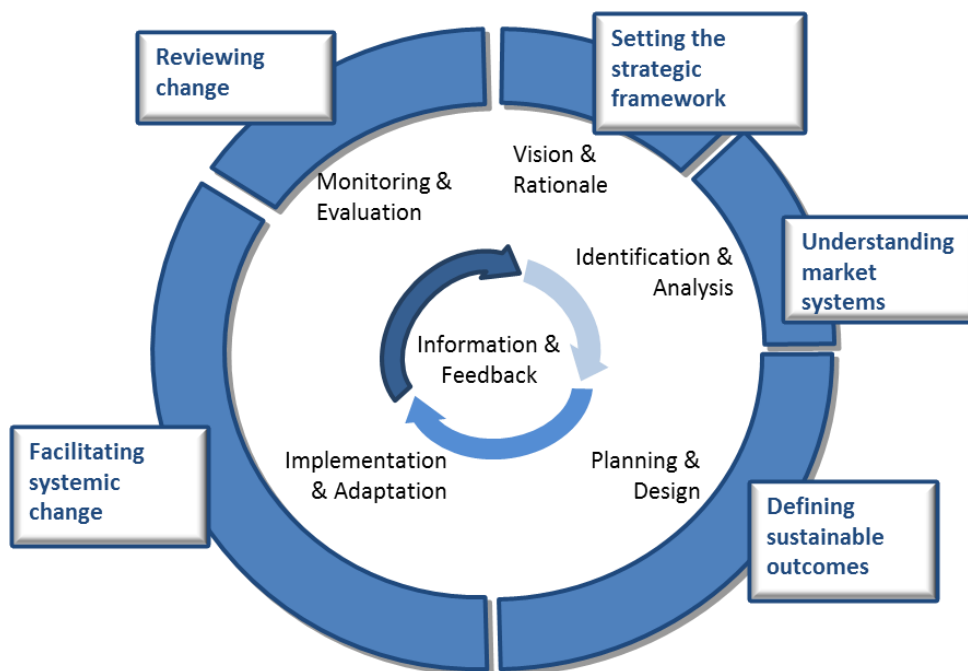 Reviewing
change
Setting the
strategic
framework
Monitoring &
Evaluation
Vision &
Rationale
Understanding
market
systems
Identification &
Analysis
Information &
Feedback
Facilitating
systemic
change
Implementation
& Adaptation
Planning &
Design
Defining
sustainable
outcomes